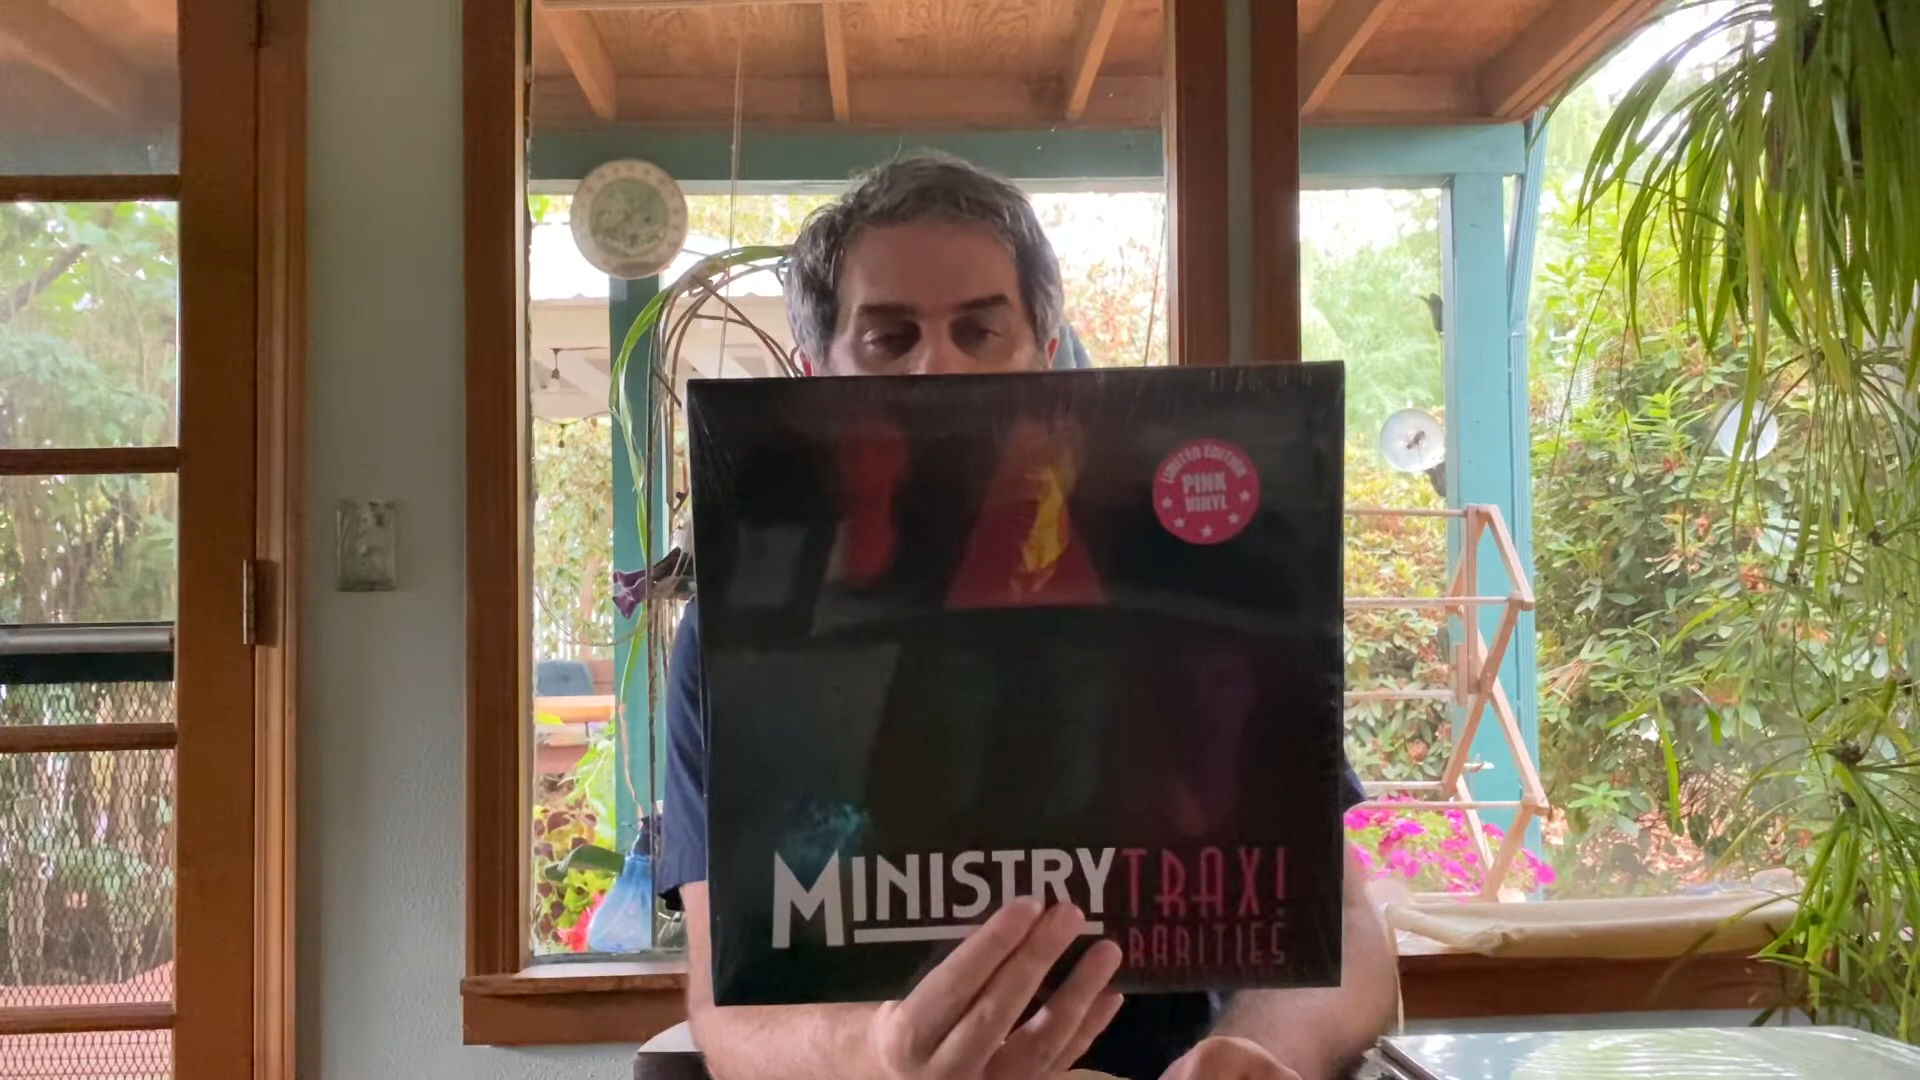 LIMITED EDITION
PINK
VINYL
MINISTRY TRAX!
RARITIES